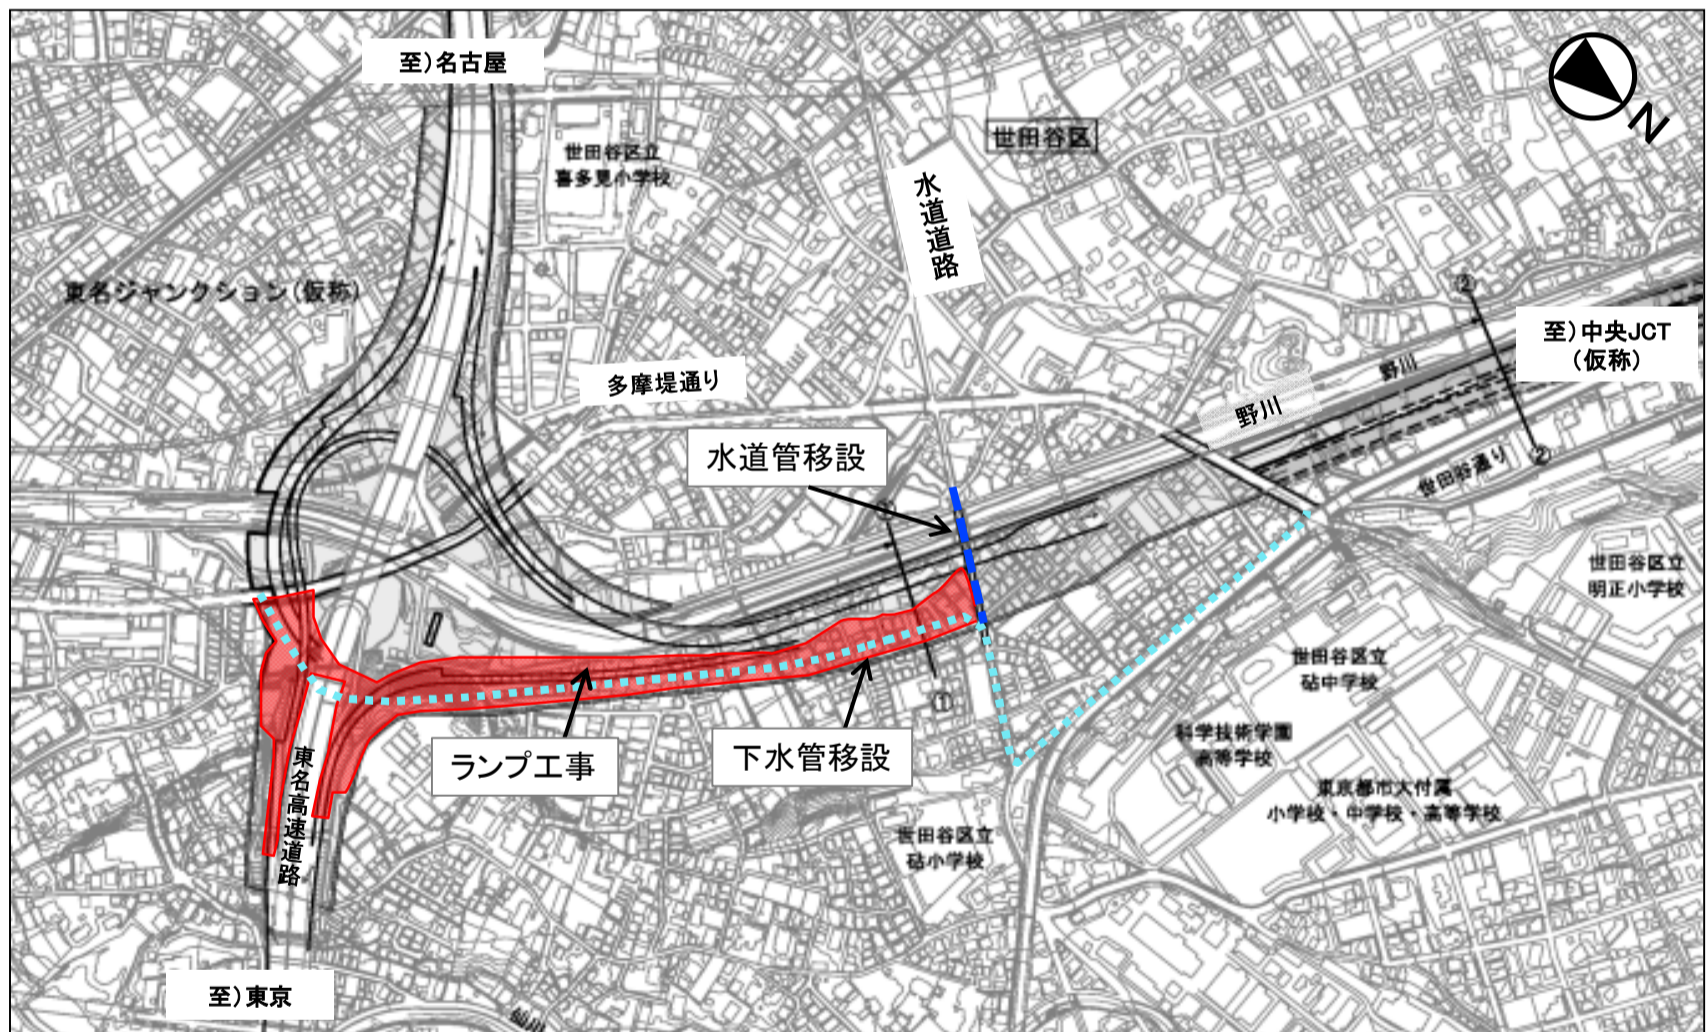 至）名古屋
世田谷区立
喜多見小学校
世田谷区
N
水道道路
東名ジャンクション（仮称）
②
至）中央JCT
（仮称）
多摩堤通り
野川
野川
水道管移設
世田谷通り
②
世田谷区立
明正小学校
世田谷区立
砧中学校
①
科学技術学園
高等学校
ランプ工事
下水管移設
東名高速道路
東京都市大付属
小学校・中学校・高等学校
世田谷区立
砧小学校
至）東京
仙川